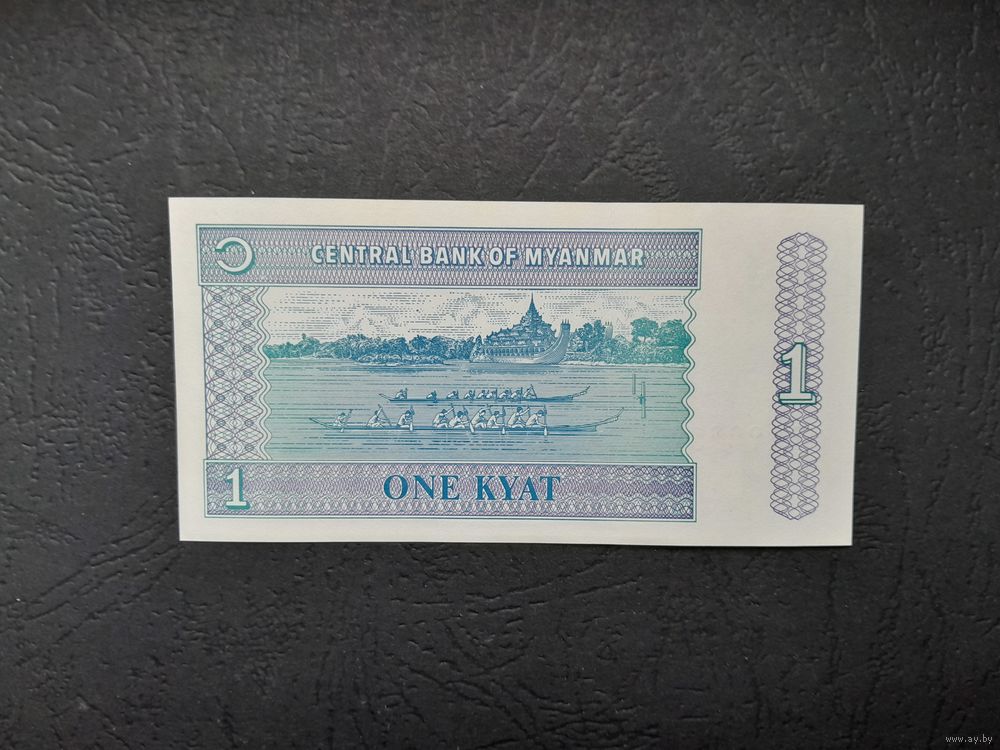 ၁
CENTRAL BANK OF MYANMAR
1
1
ONE KYAT
www.ay.by